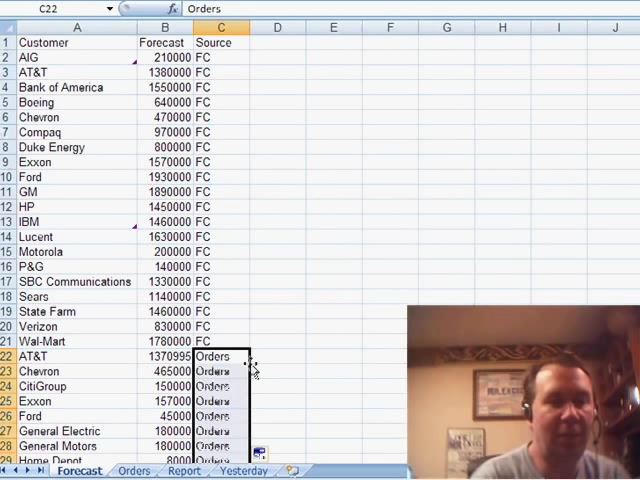 C22 fx Orders
A B C D E F G H I J
1 Customer Forecast Source
2 AIG 210000 FC
3 AT&T 1380000 FC
4 Bank of America 1550000 FC
5 Boeing 640000 FC
6 Chevron 470000 FC
7 Compaq 970000 FC
8 Duke Energy 800000 FC
9 Exxon 1570000 FC
10 Ford 1930000 FC
11 GM 1890000 FC
12 HP 1450000 FC
13 IBM 1460000 FC
14 Lucent 1630000 FC
15 Motorola 200000 FC
16 P&G 140000 FC
17 SBC Communications 1330000 FC
18 Sears 1140000 FC
19 State Farm 1460000 FC
20 Verizon 830000 FC
21 Wal-Mart 1780000 FC
22 AT&T 1370995 Orders
23 Chevron 465000 Orders
24 CitiGroup 150000 Orders
25 Exxon 157000 Orders
26 Ford 45000 Orders
27 General Electric 180000 Orders
28 General Motors 180000 Orders
29 Home Depot 8000 Orders
Forecast Orders Report Yesterday